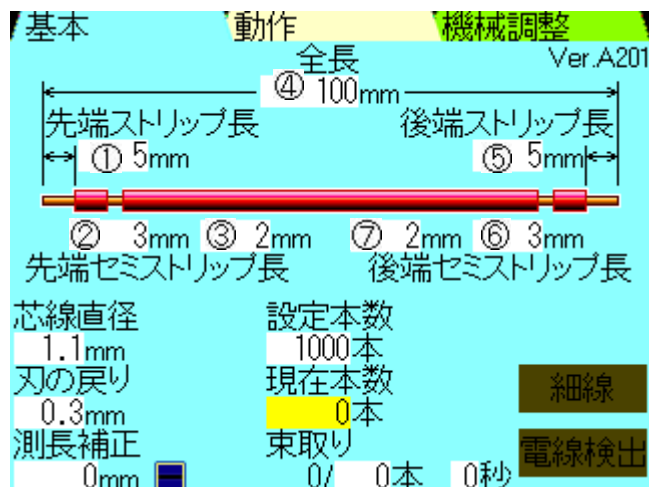 基本 動作 機械調整
全長 Ver.A201
④ 100mm
先端ストリップ長 後端ストリップ長
① 5mm ⑤ 5mm
② 3mm ③ 2mm ⑦ 2mm ⑥ 3mm
先端セミストリップ長 後端セミストリップ長
芯線直径 設定本数
1.1mm 1000本
刃の戻り 現在本数 細線
0.3mm 0本
測長補正 束取り 電線検出
0mm 0/ 0本 0秒